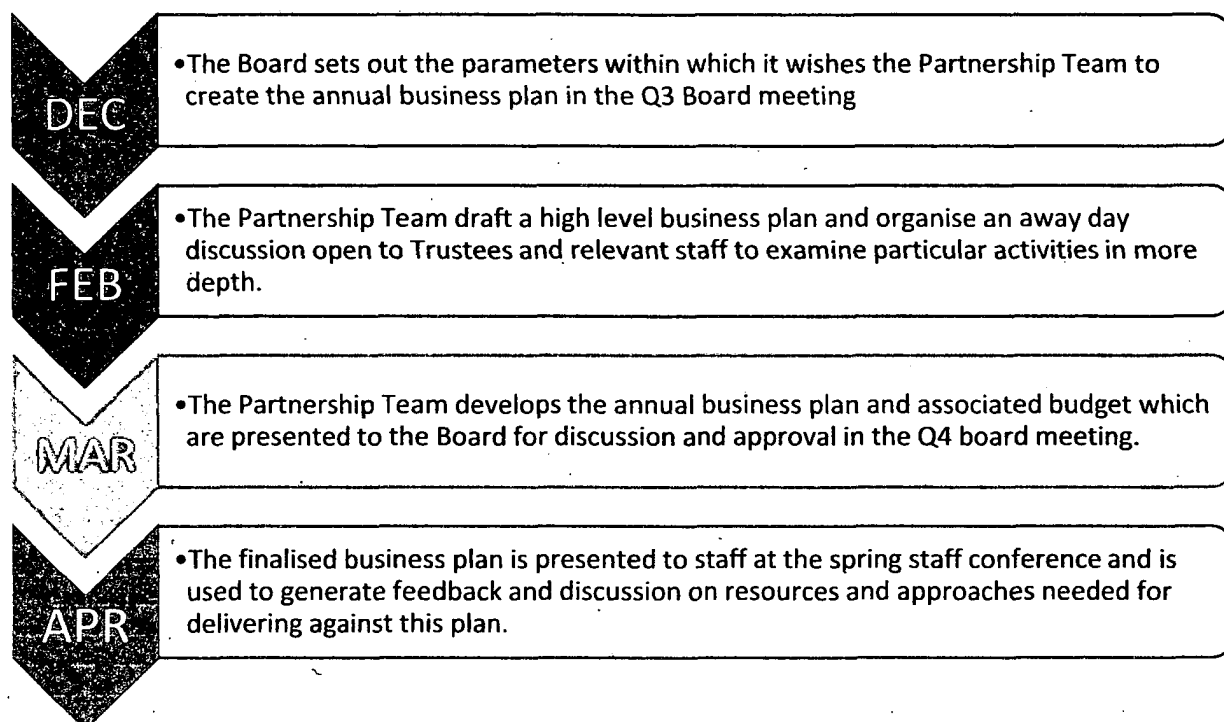 DEC
•The Board sets out the parameters within which it wishes the Partnership Team to
create the annual business plan in the Q3 Board meeting
FEB
•The Partnership Team draft a high level business plan and organise an away day
discussion open to Trustees and relevant staff to examine particular activities in more
depth.
MAR
•The Partnership Team develops the annual business plan and associated budget which
are presented to the Board for discussion and approval in the Q4 board meeting.
APR
•The finalised business plan is presented to staff at the spring staff conference and is
used to generate feedback and discussion on resources and approaches needed for
delivering against this plan.